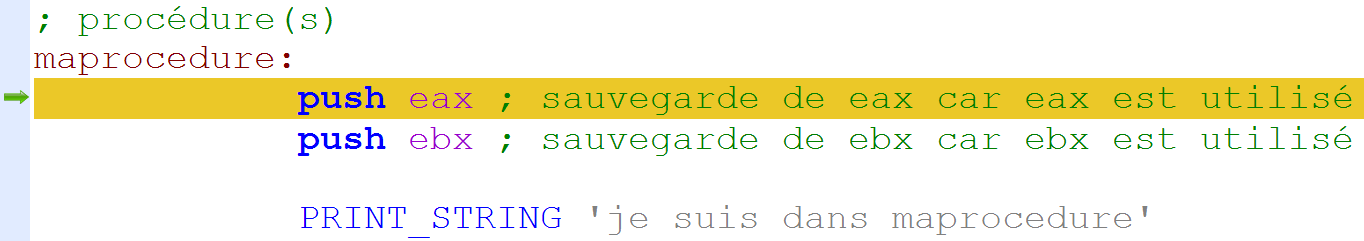 ; procédure(s)
maprocedure:
push eax ; sauvegarde de eax car eax est utilisé
push ebx ; sauvegarde de ebx car ebx est utilisé
PRINT_STRING 'je suis dans maprocedure'